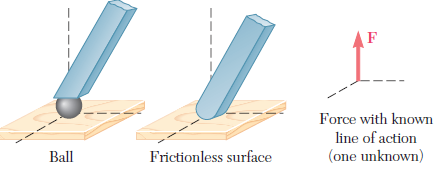 F
Force with known
line of action
(one unknown)
Ball
Frictionless surface